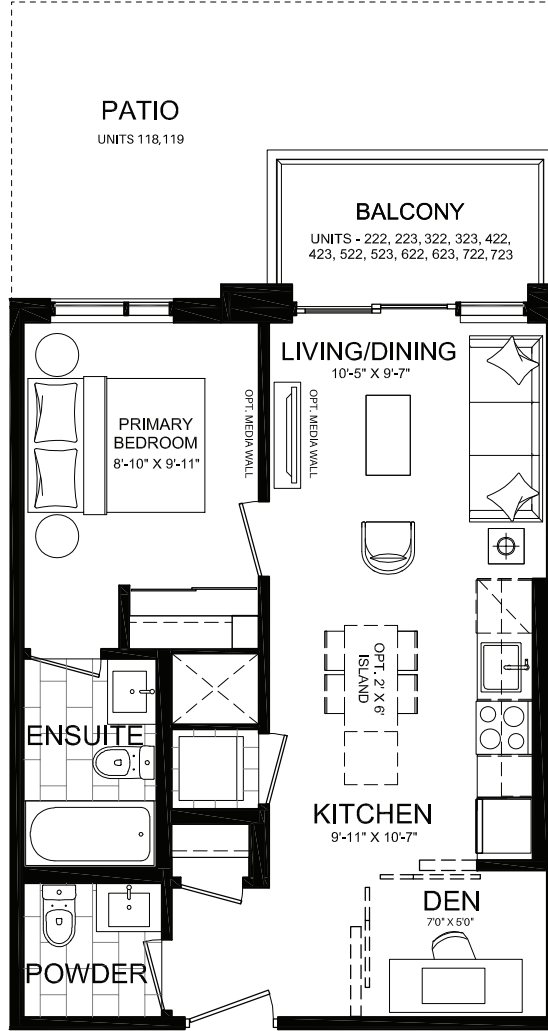 PATIO
UNITS 118,119
BALCONY
UNITS - 222, 223, 322, 323, 422,
423, 522, 523, 622, 623, 722, 723
LIVING/DINING
10'-5" X 9'-7"
PRIMARY
BEDROOM
8'-10" X 9'-11"
OPT. MEDIA WALL
OPT. MEDIA WALL
OPT. 2' X 6'
ISLAND
ENSUITE
KITCHEN
9'-11" X 10'-7"
DEN
7'0" X 5'0"
POWDER